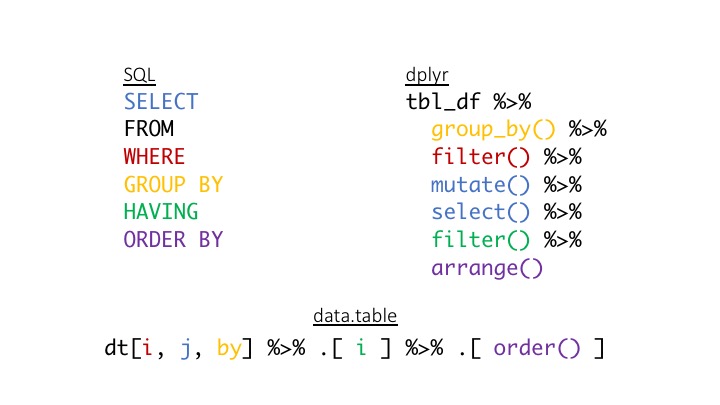 SQL
SELECT
FROM
WHERE
GROUP BY
HAVING
ORDER BY
dplyr
tbl_df %>%
group_by() %>%
filter() %>%
mutate() %>%
select() %>%
filter() %>%
arrange()
data.table
dt[i, j, by] %>% .[ i ] %>% .[ order() ]